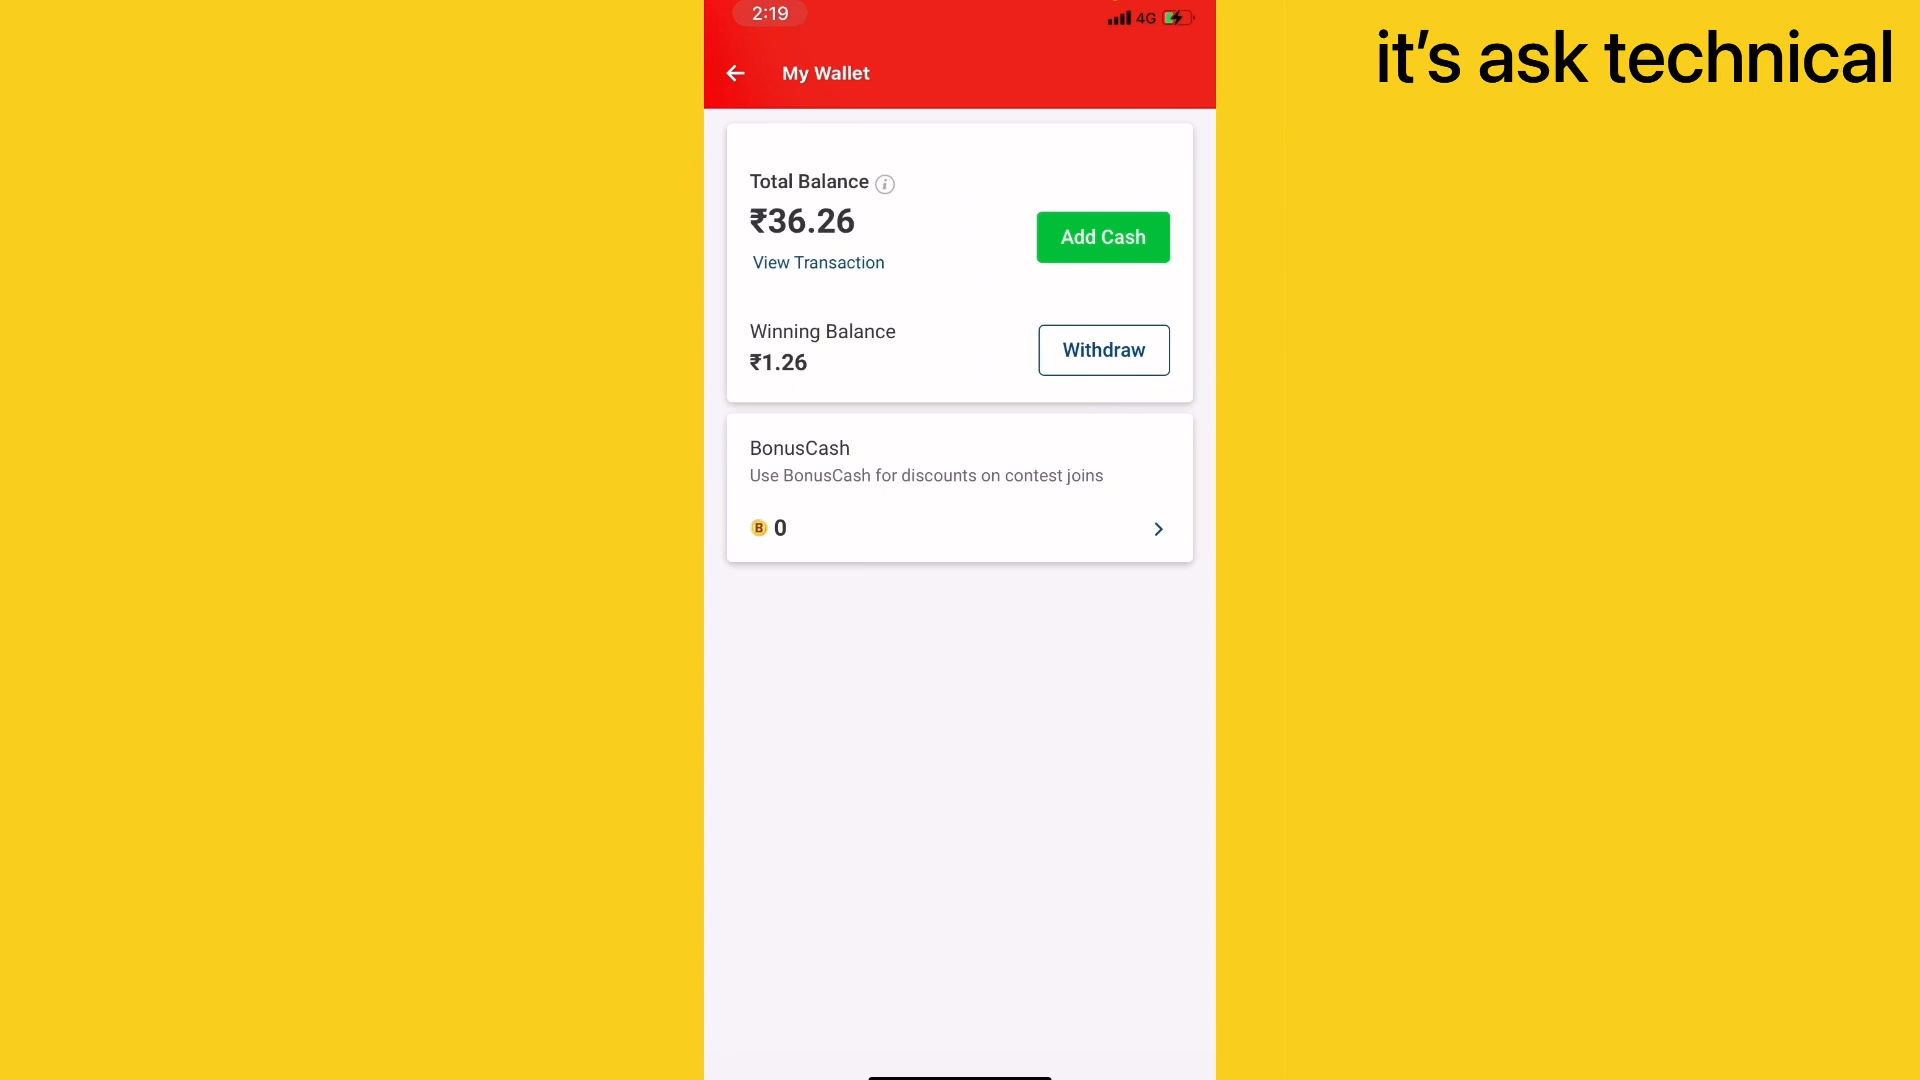 2:19
4G
My Wallet
it’s ask technical
Total Balance
₹36.26
Add Cash
View Transaction
Winning Balance
₹1.26
Withdraw
BonusCash
Use BonusCash for discounts on contest joins
B 0